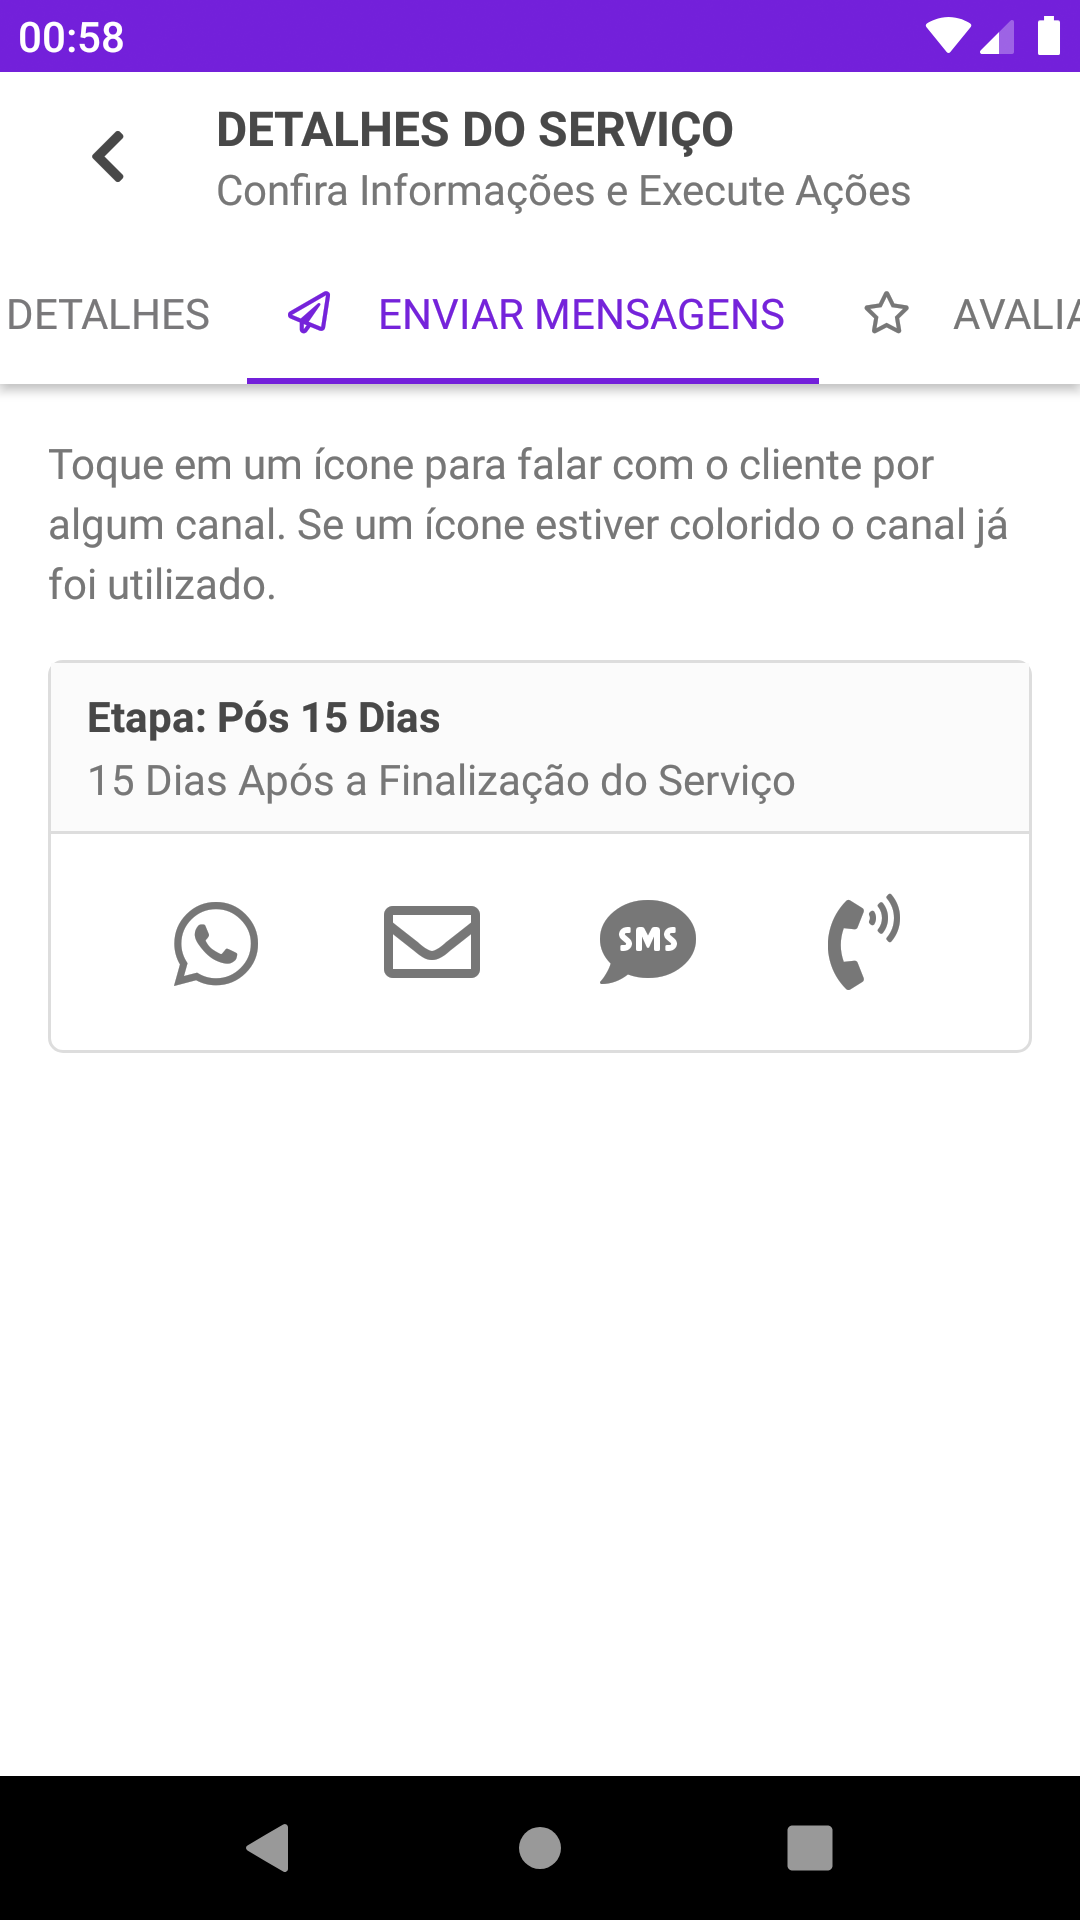 00:58
DETALHES DO SERVIÇO
Confira Informações e Execute Ações
DETALHES
ENVIAR MENSAGENS
AVALIA
Toque em um ícone para falar com o cliente por
algum canal. Se um ícone estiver colorido o canal já
foi utilizado.
Etapa: Pós 15 Dias
15 Dias Após a Finalização do Serviço
SMS